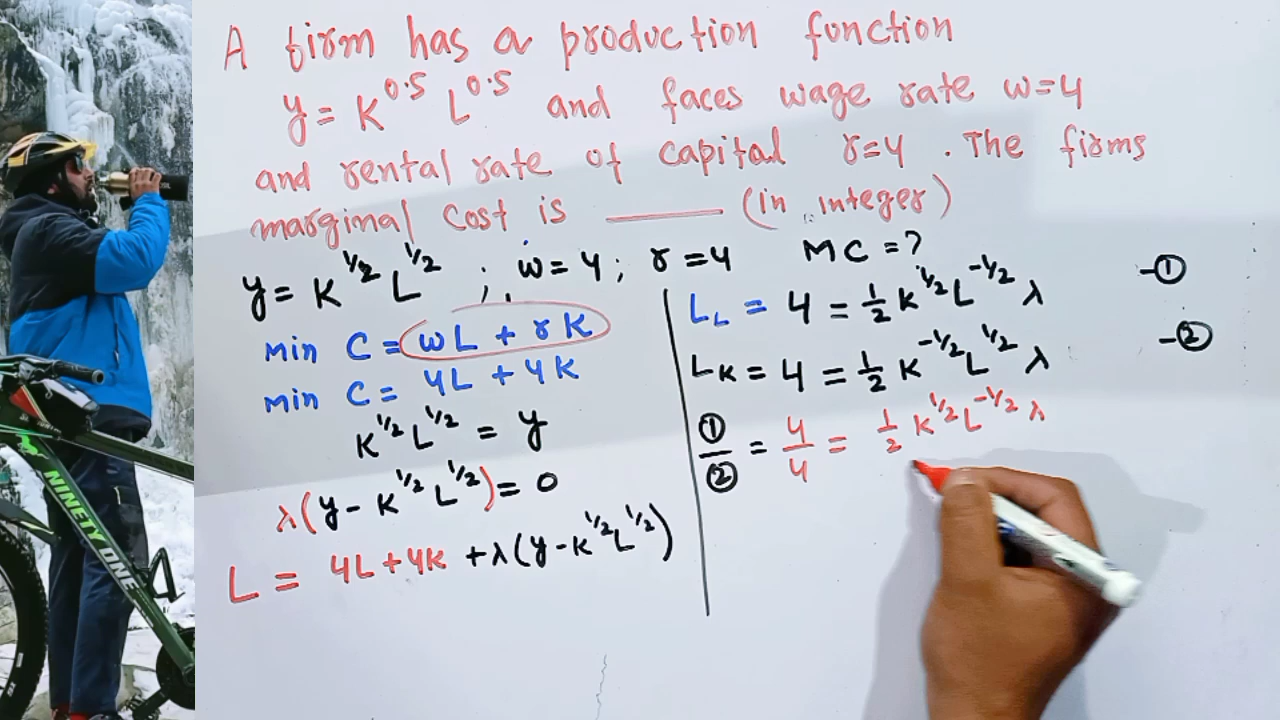 A firm has a production function
y = K^0.5 L^0.5 and faces wage rate w=4
and rental rate of capital r=4 . The firms
marginal cost is ______ (in integer)
y = K^1/2 L^1/2 ; w = 4 ; r = 4 MC = ?
min C = wL + rK
min C = 4L + 4K
K^1/2 L^1/2 = y
λ(y - K^1/2 L^1/2) = 0
L = 4L + 4K + λ(y - K^1/2 L^1/2)
L_L = 4 = 1/2 K^1/2 L^-1/2 λ -①
L_K = 4 = 1/2 K^-1/2 L^1/2 λ -②
①/② = 4/4 = 1/2 K^1/2 L^-1/2 λ
NINETY ONE